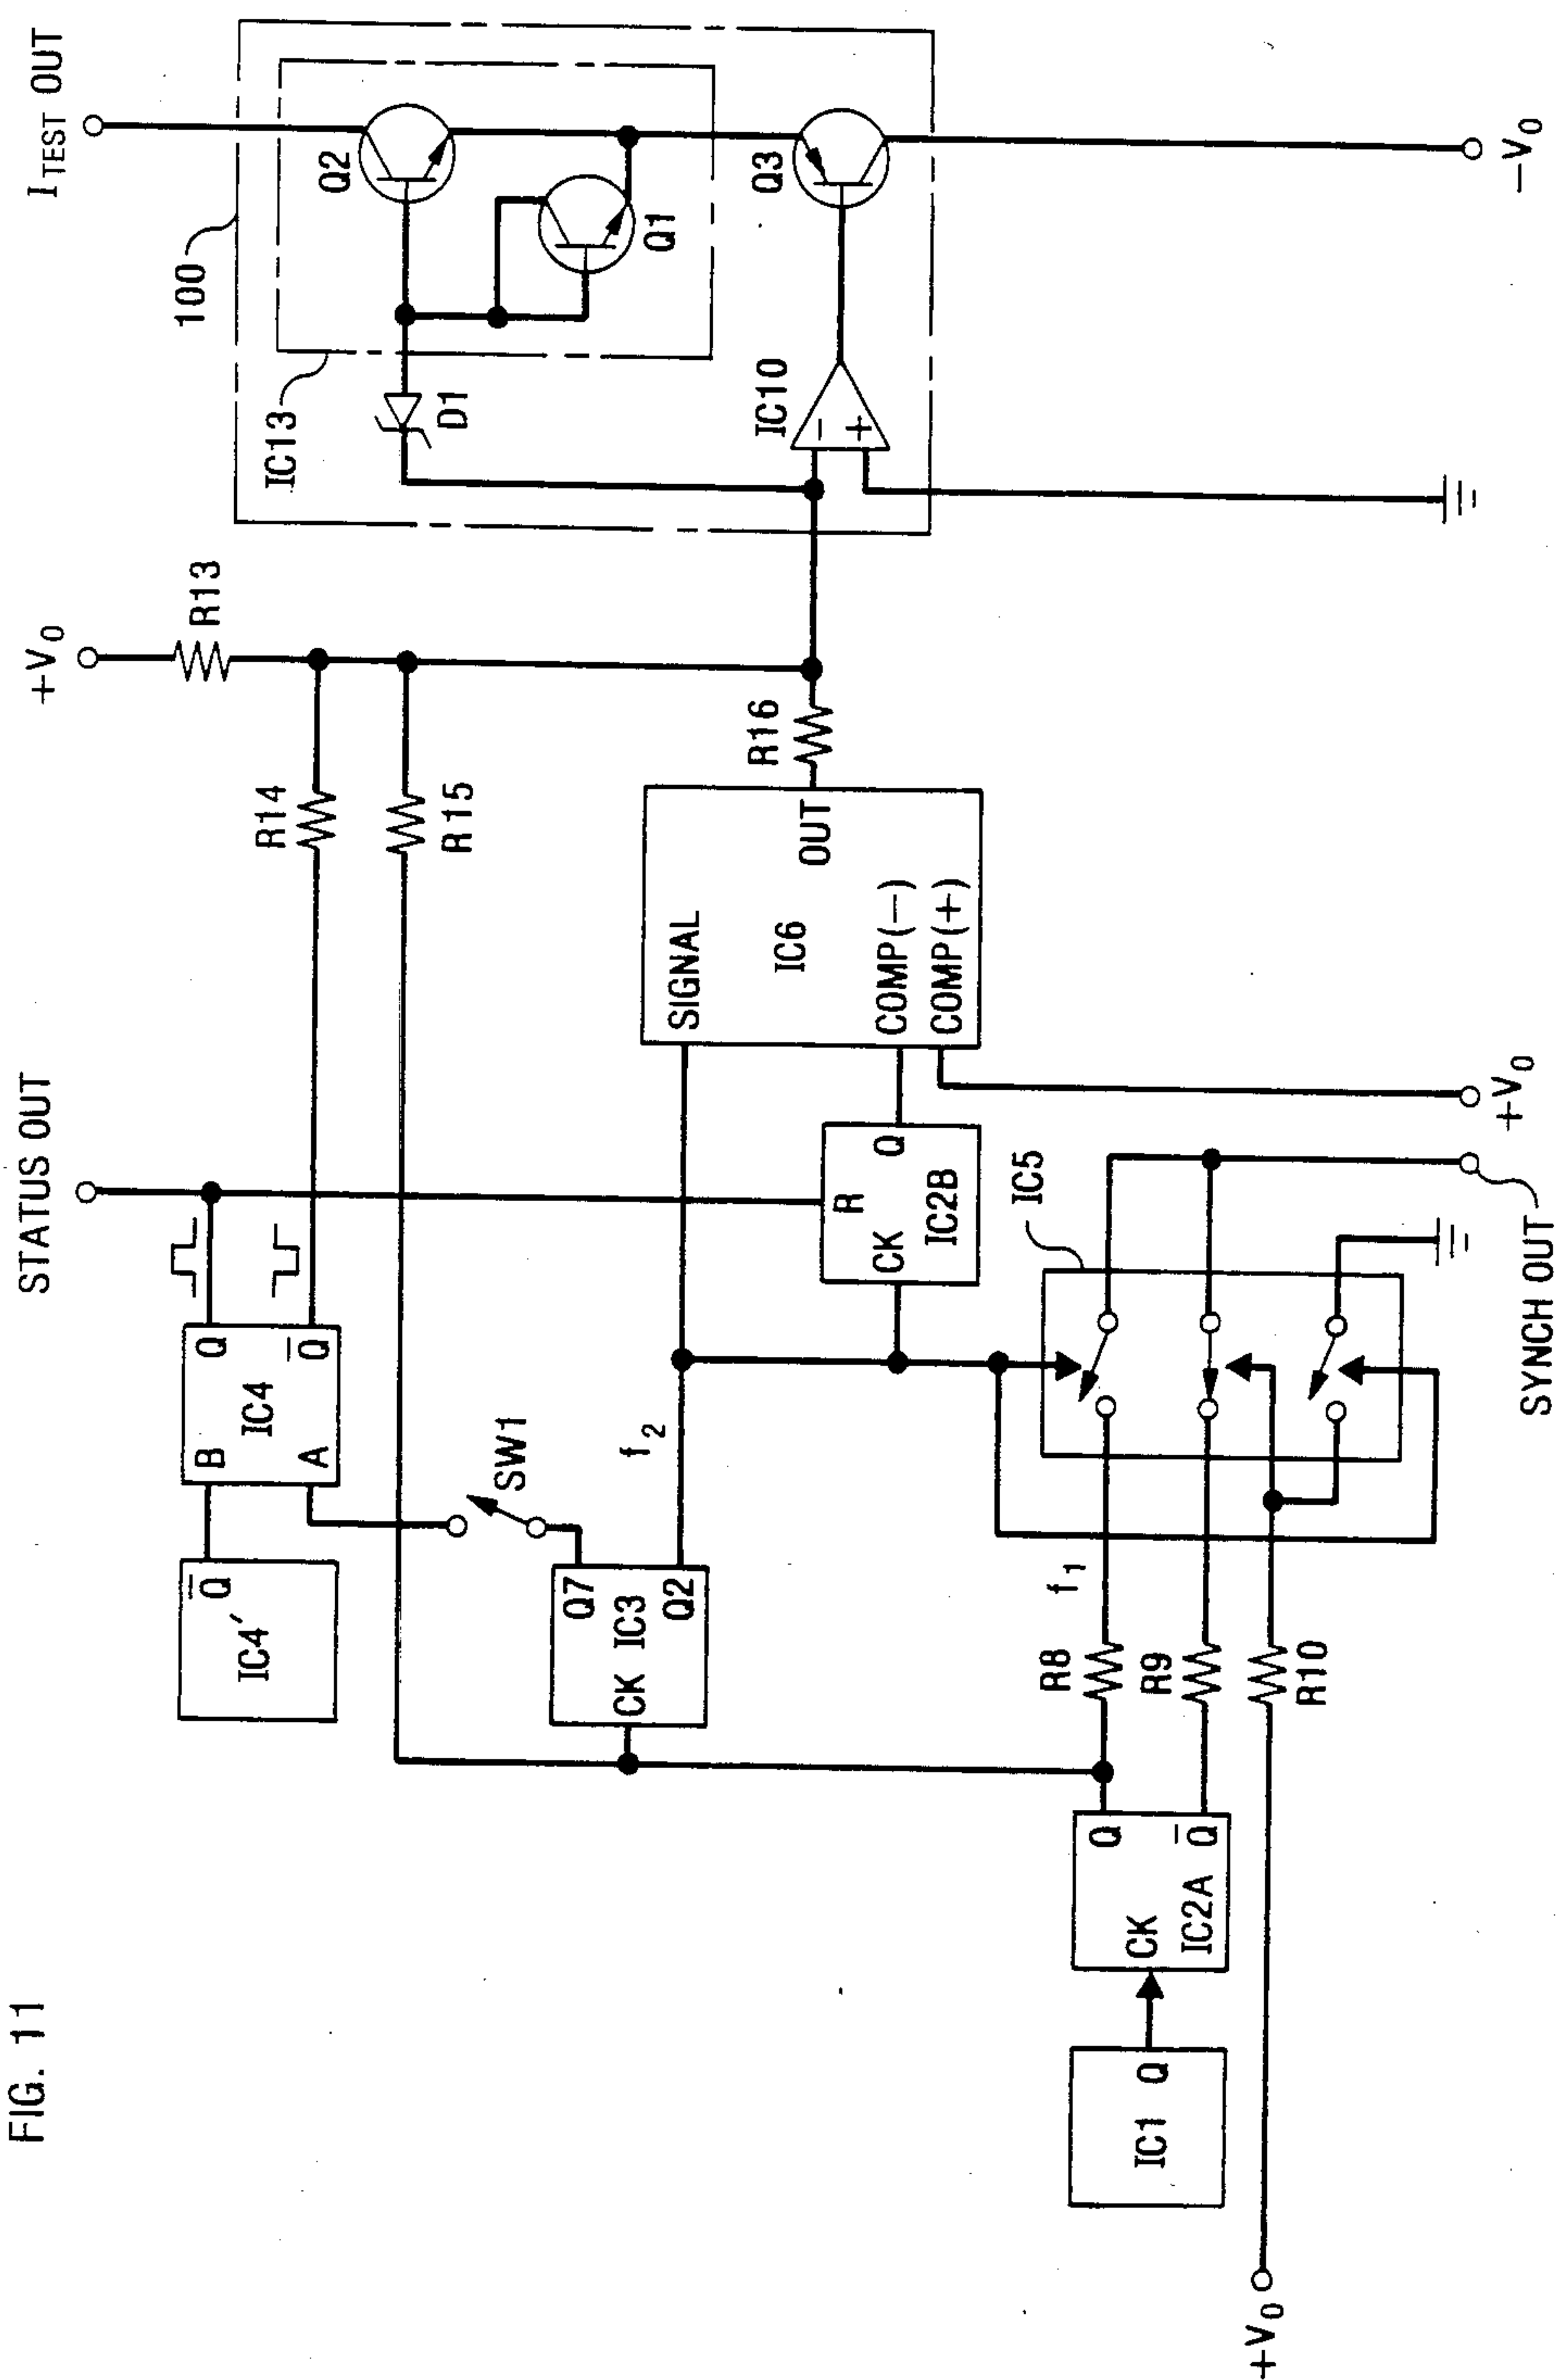 FIG. 11
STATUS OUT
+V0
ITEST OUT
100
IC13
Q2
Q1
D1
IC10
−
+
Q3
−V0
R13
R14
R15
R16
IC4′
Q̅
B
IC4
A
Q
Q̅
SW1
Q7
CK IC3
Q2
f2
SIGNAL
IC6
OUT
COMP(−)
COMP(+)
+V0
R
Q
CK
IC2B
IC5
SYNCH OUT
f1
R8
R9
R10
IC1 Q
CK
IC2A
Q
Q̅
+V0